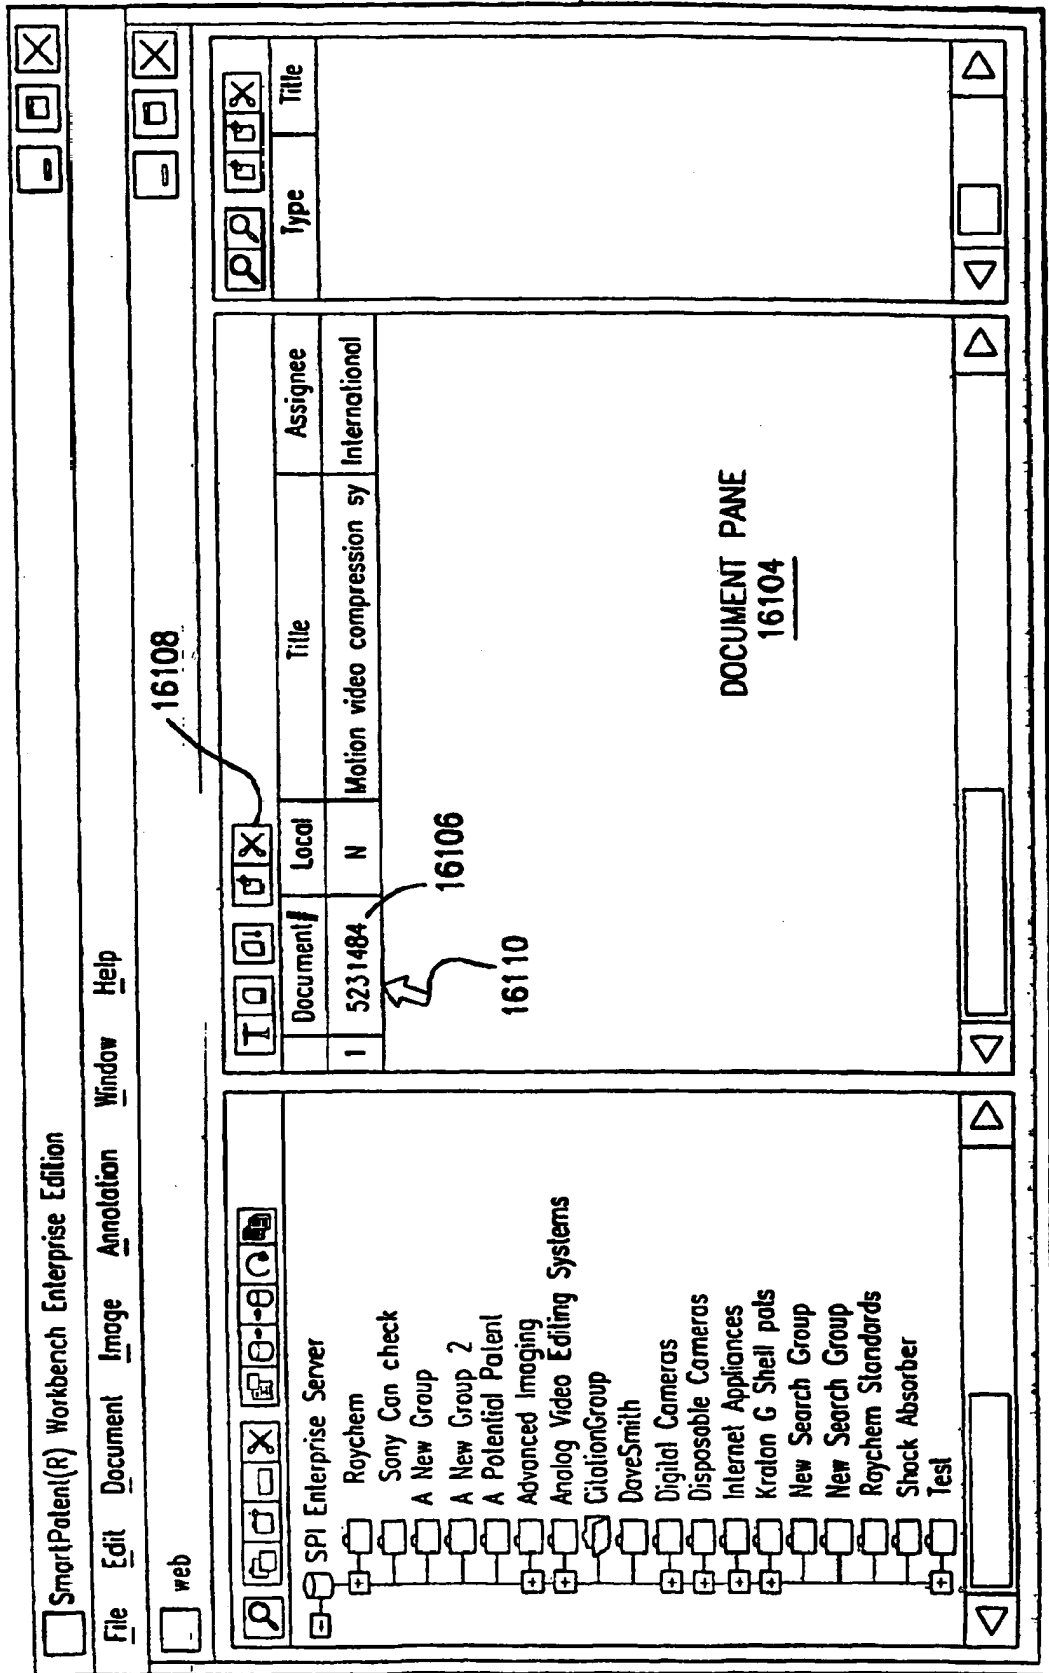 SmartPatent(R) Workbench Enterprise Edition
File Edit Document Image Annotation Window Help
web
16108
SPI Enterprise Server
Raychem
Sony Can check
A New Group
A New Group 2
A Potential Patent
Advanced Imaging
Analog Video Editing Systems
CitationGroup
DaveSmith
Digital Cameras
Disposable Cameras
Internet Appliances
Kraton G Shell pats
New Search Group
New Search Group
Raychem Standards
Shock Absorber
Test
Document# Local Title Assignee
1 5231484 N Motion video compression sy International
16106
16110
DOCUMENT PANE
16104
Type Title